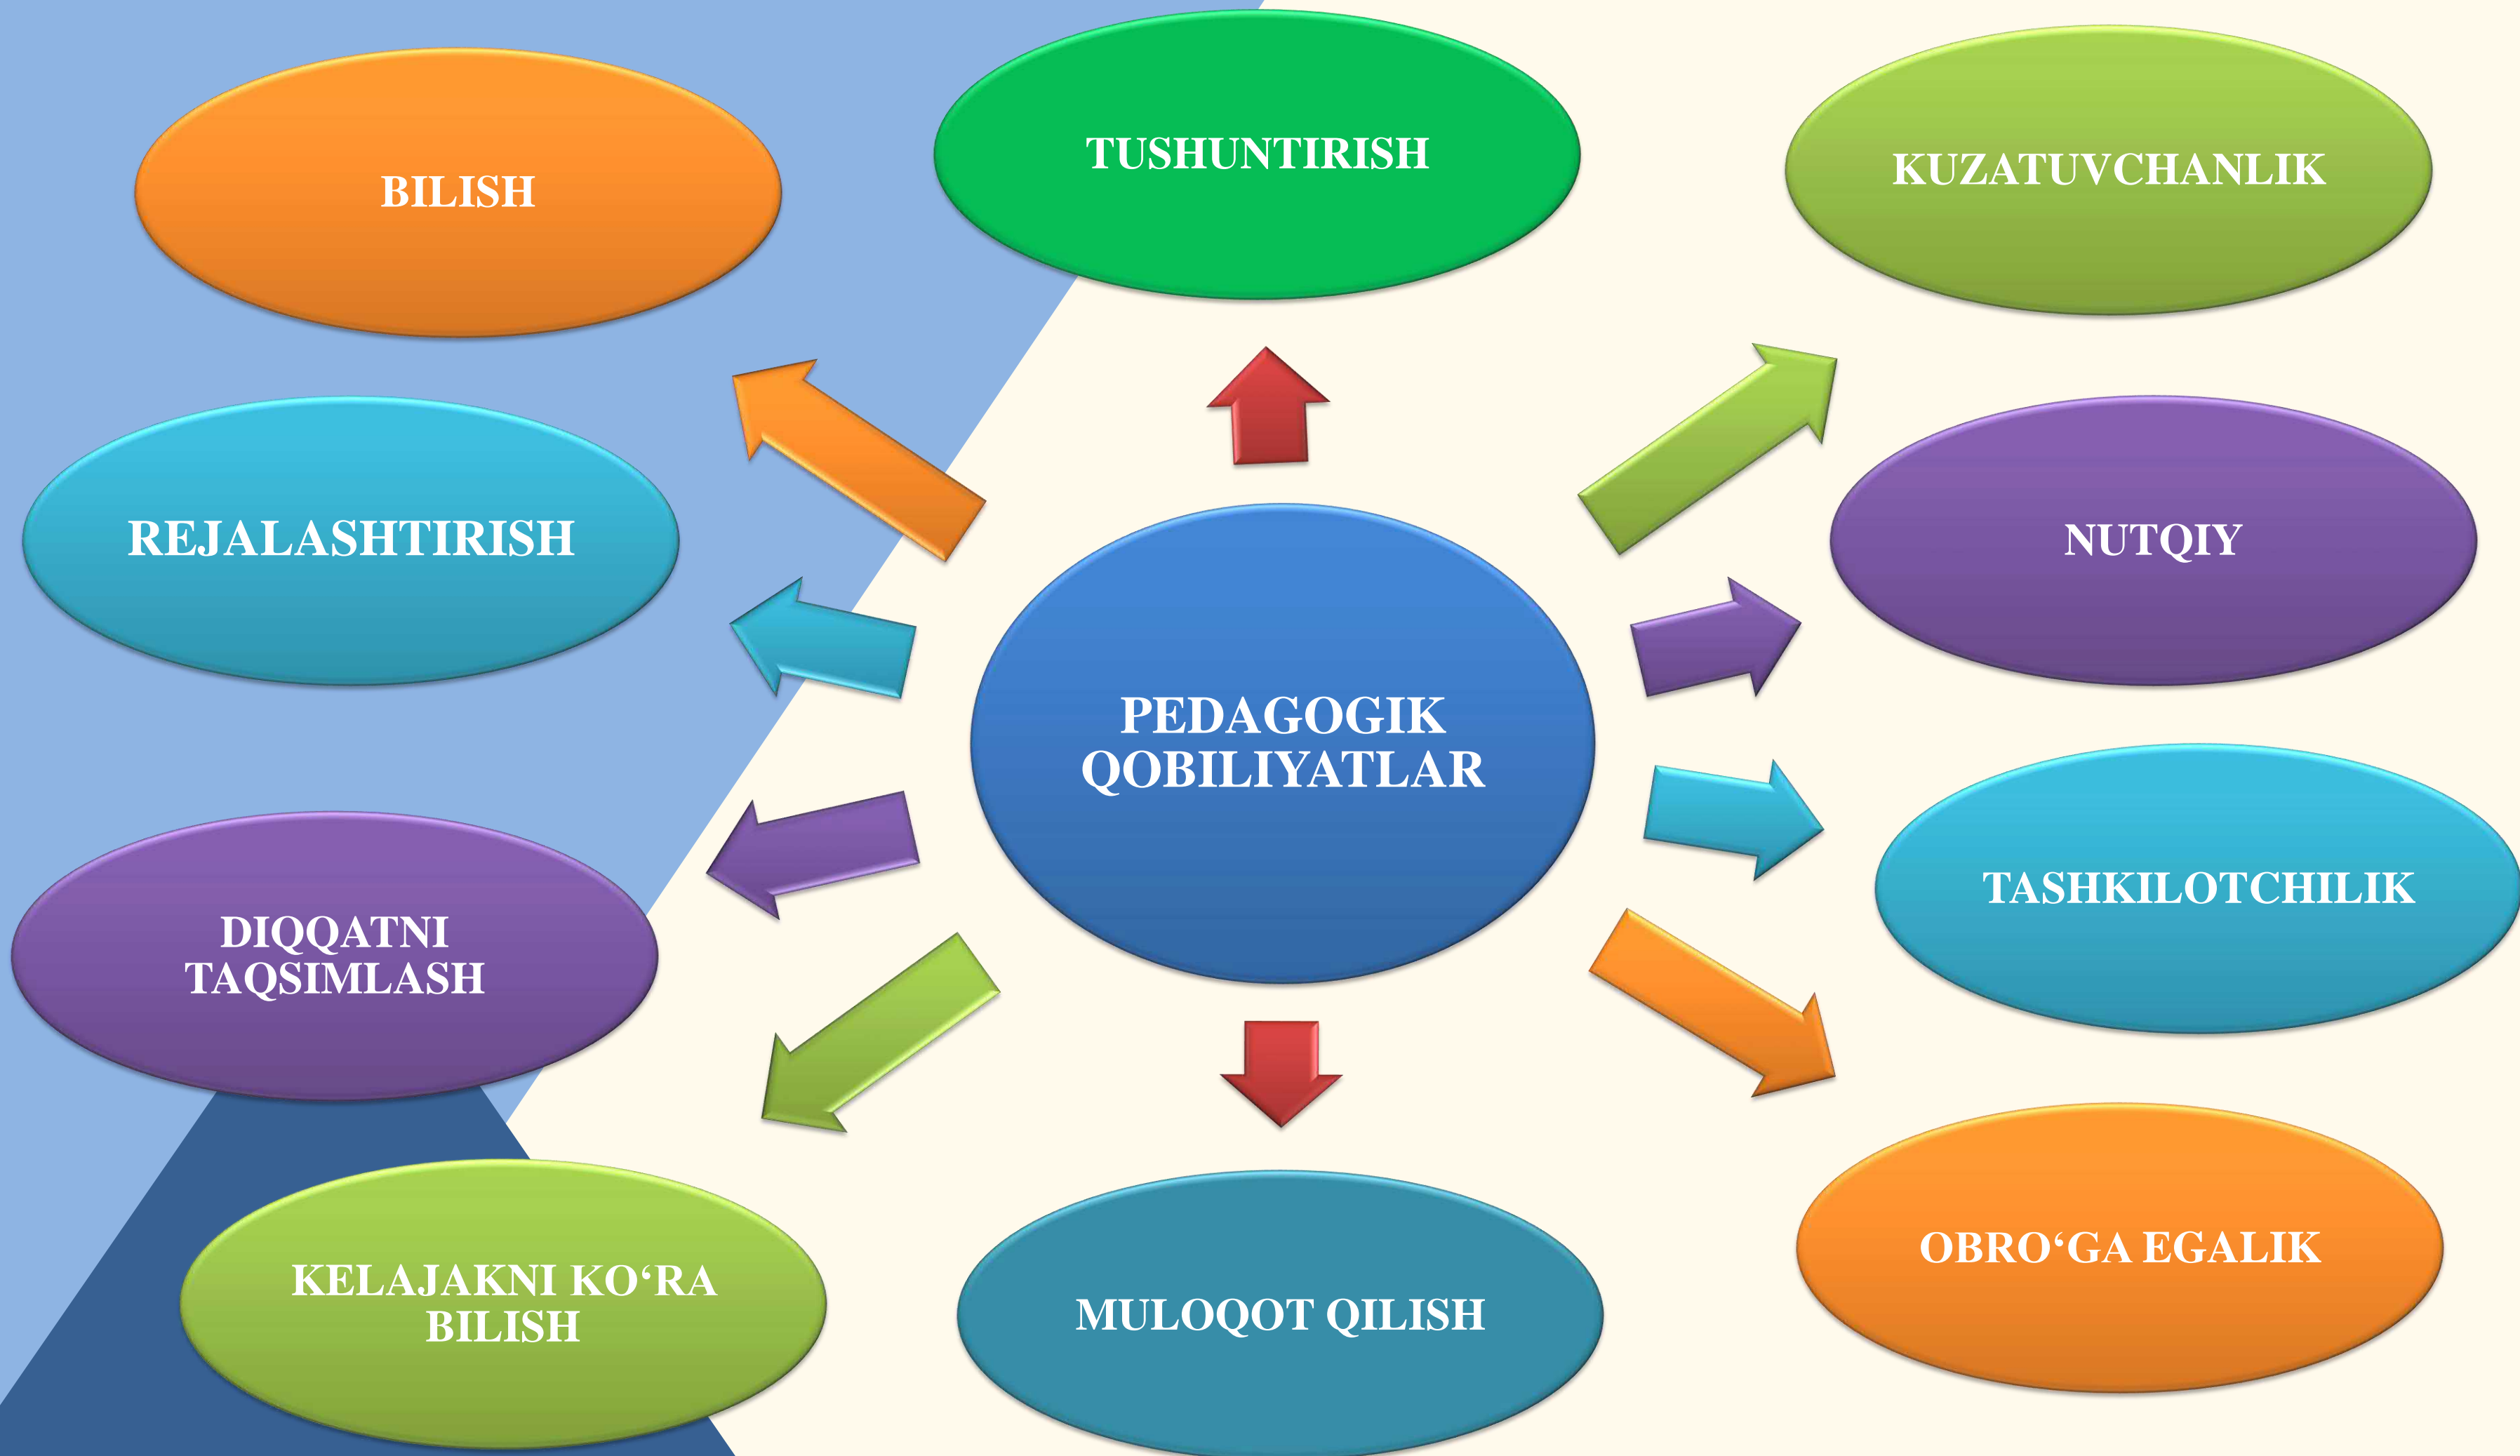 BILISH
TUSHUNTIRISH
KUZATUVCHANLIK
REJALASHTIRISH
NUTQIY
PEDAGOGIK
QOBILIYATLAR
TASHKILOTCHILIK
DIQQATNI
TAQSIMLASH
OBRO‘GA EGALIK
KELAJAKNI KO‘RA
BILISH
MULOQOT QILISH